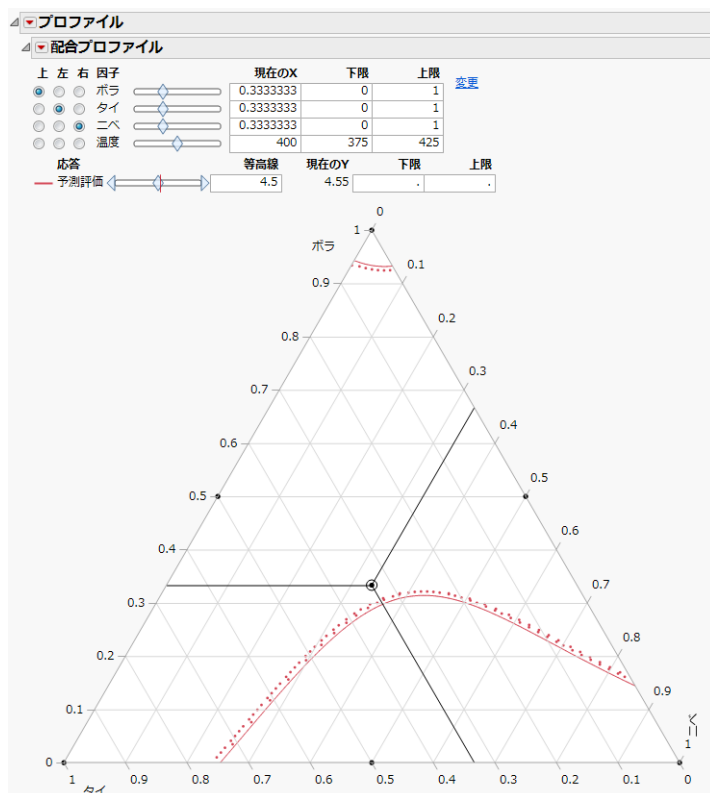 プロファイル
配合プロファイル
上 左 右 因子 現在のX 下限 上限
ボラ 0.3333333 0 1 変更
タイ 0.3333333 0 1
ニベ 0.3333333 0 1
温度 400 375 425
応答 等高線 現在のY 下限 上限
予測評価 4.5 4.55 . .
0
1
ボラ
0.1
0.9
0.2
0.8
0.3
0.7
0.4
0.6
0.5
0.5
0.6
0.4
0.7
0.3
0.8
0.2
0.9
0.1
ニベ
1
0
1 0.9 0.8 0.7 0.6 0.5 0.4 0.3 0.2 0.1 0
タイ